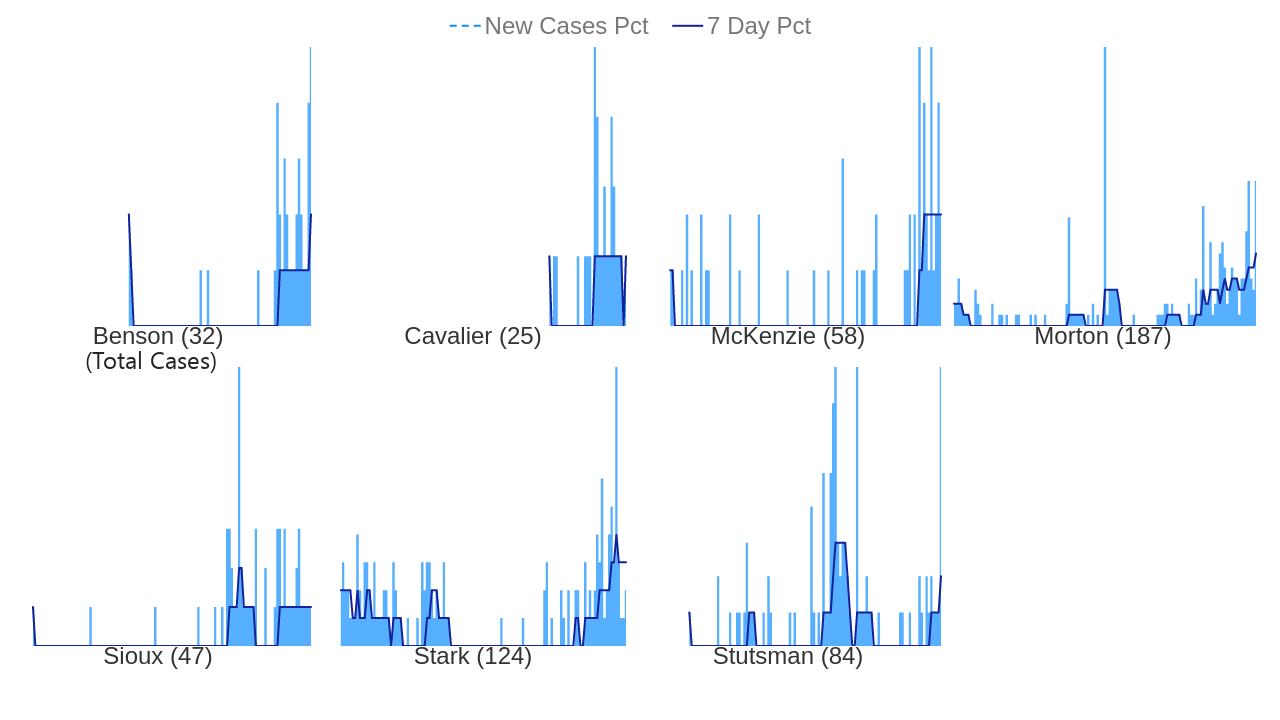 New Cases Pct 7 Day Pct
Benson (32)
(Total Cases)
Cavalier (25)
McKenzie (58)
Morton (187)
Sioux (47)
Stark (124)
Stutsman (84)